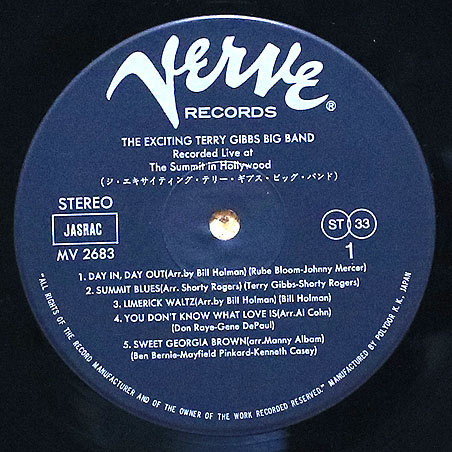 Verve
RECORDS ®
THE EXCITING TERRY GIBBS BIG BAND
Recorded Live at
The Summit in Hollywood
(ジ・エキサイティング・テリー・ギブス・ビッグ・バンド)
STEREO
JASRAC
MV 2683
ST 33
1
1. DAY IN, DAY OUT(Arr.by Bill Holman) (Rube Bloom-Johnny Mercer)
2. SUMMIT BLUES(Arr. Shorty Rogers) (Terry Gibbs-Shorty Rogers)
3. LIMERICK WALTZ(Arr.by Bill Holman) (Bill Holman)
4. YOU DON'T KNOW WHAT LOVE IS(Arr.Al Cohn)
(Don Raye-Gene DePaul)
5. SWEET GEORGIA BROWN(arr.Manny Albam)
(Ben Bernie-Mayfield Pinkard-Kenneth Casey)
"ALL RIGHTS OF THE RECORD MANUFACTURER AND OF THE OWNER OF THE WORK RECORDED RESERVED." MANUFACTURED BY POLYDOR K.K. JAPAN